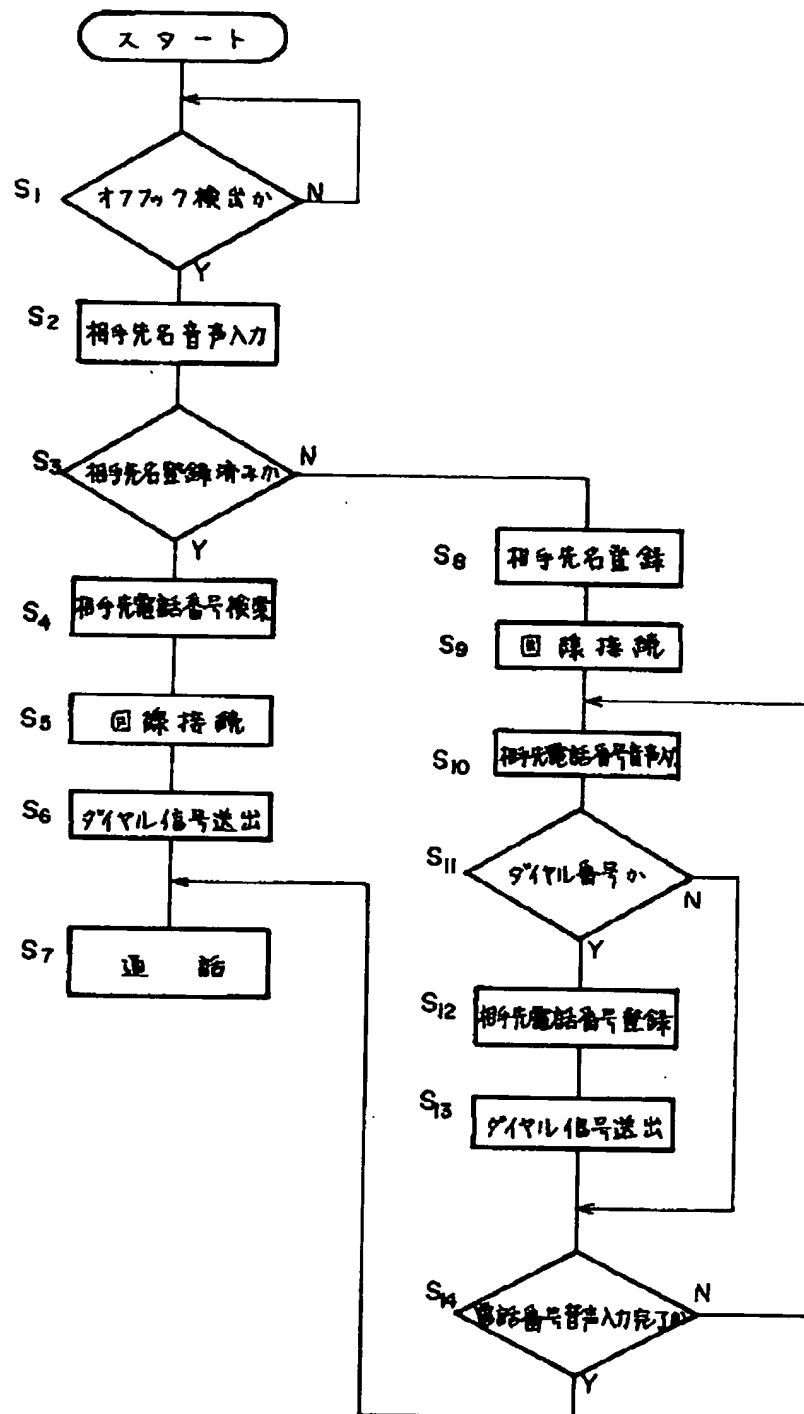 スタート
S1
オフフック検出か
N
Y
S2
相手先名音声入力
S3
相手先名登録済みか
N
Y
S4
相手先電話番号検索
S5
回線接続
S6
ダイヤル信号送出
S7
通話
S8
相手先名登録
S9
回線接続
S10
相手先電話番号音声入力
S11
ダイヤル番号か
N
Y
S12
相手先電話番号登録
S13
ダイヤル信号送出
S14
電話番号音声入力完了か
N
Y